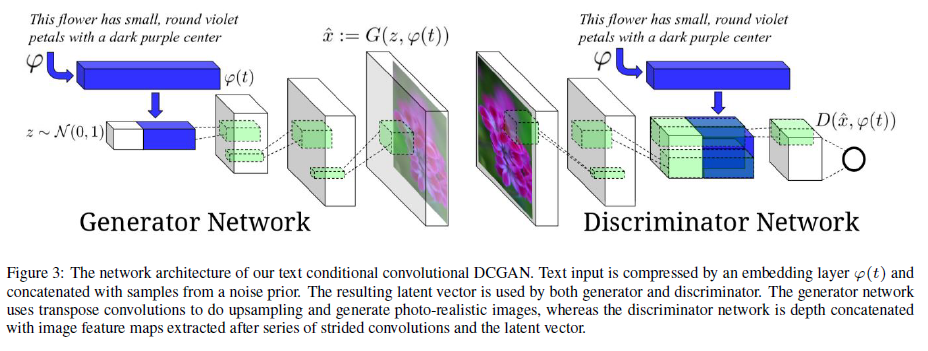 This flower has small, round violet
petals with a dark purple center
φ
φ(t)
z ∼ N(0, 1)
x̂ := G(z, φ(t))
Generator Network
This flower has small, round violet
petals with a dark purple center
φ
D(x̂, φ(t))
Discriminator Network
Figure 3: The network architecture of our text conditional convolutional DCGAN. Text input is compressed by an embedding layer φ(t) and
concatenated with samples from a noise prior. The resulting latent vector is used by both generator and discriminator. The generator network
uses transpose convolutions to do upsampling and generate photo-realistic images, whereas the discriminator network is depth concatenated
with image feature maps extracted after series of strided convolutions and the latent vector.